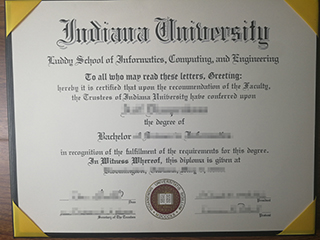 Indiana University
Luddy School of Informatics, Computing, and Engineering
To all who may read these letters, Greeting:
hereby it is certified that upon the recommendation of the Faculty,
the Trustees of Indiana University have conferred upon
the degree of
Bachelor
in recognition of the fulfillment of the requirements for this degree.
In Witness Whereof, this diploma is given at